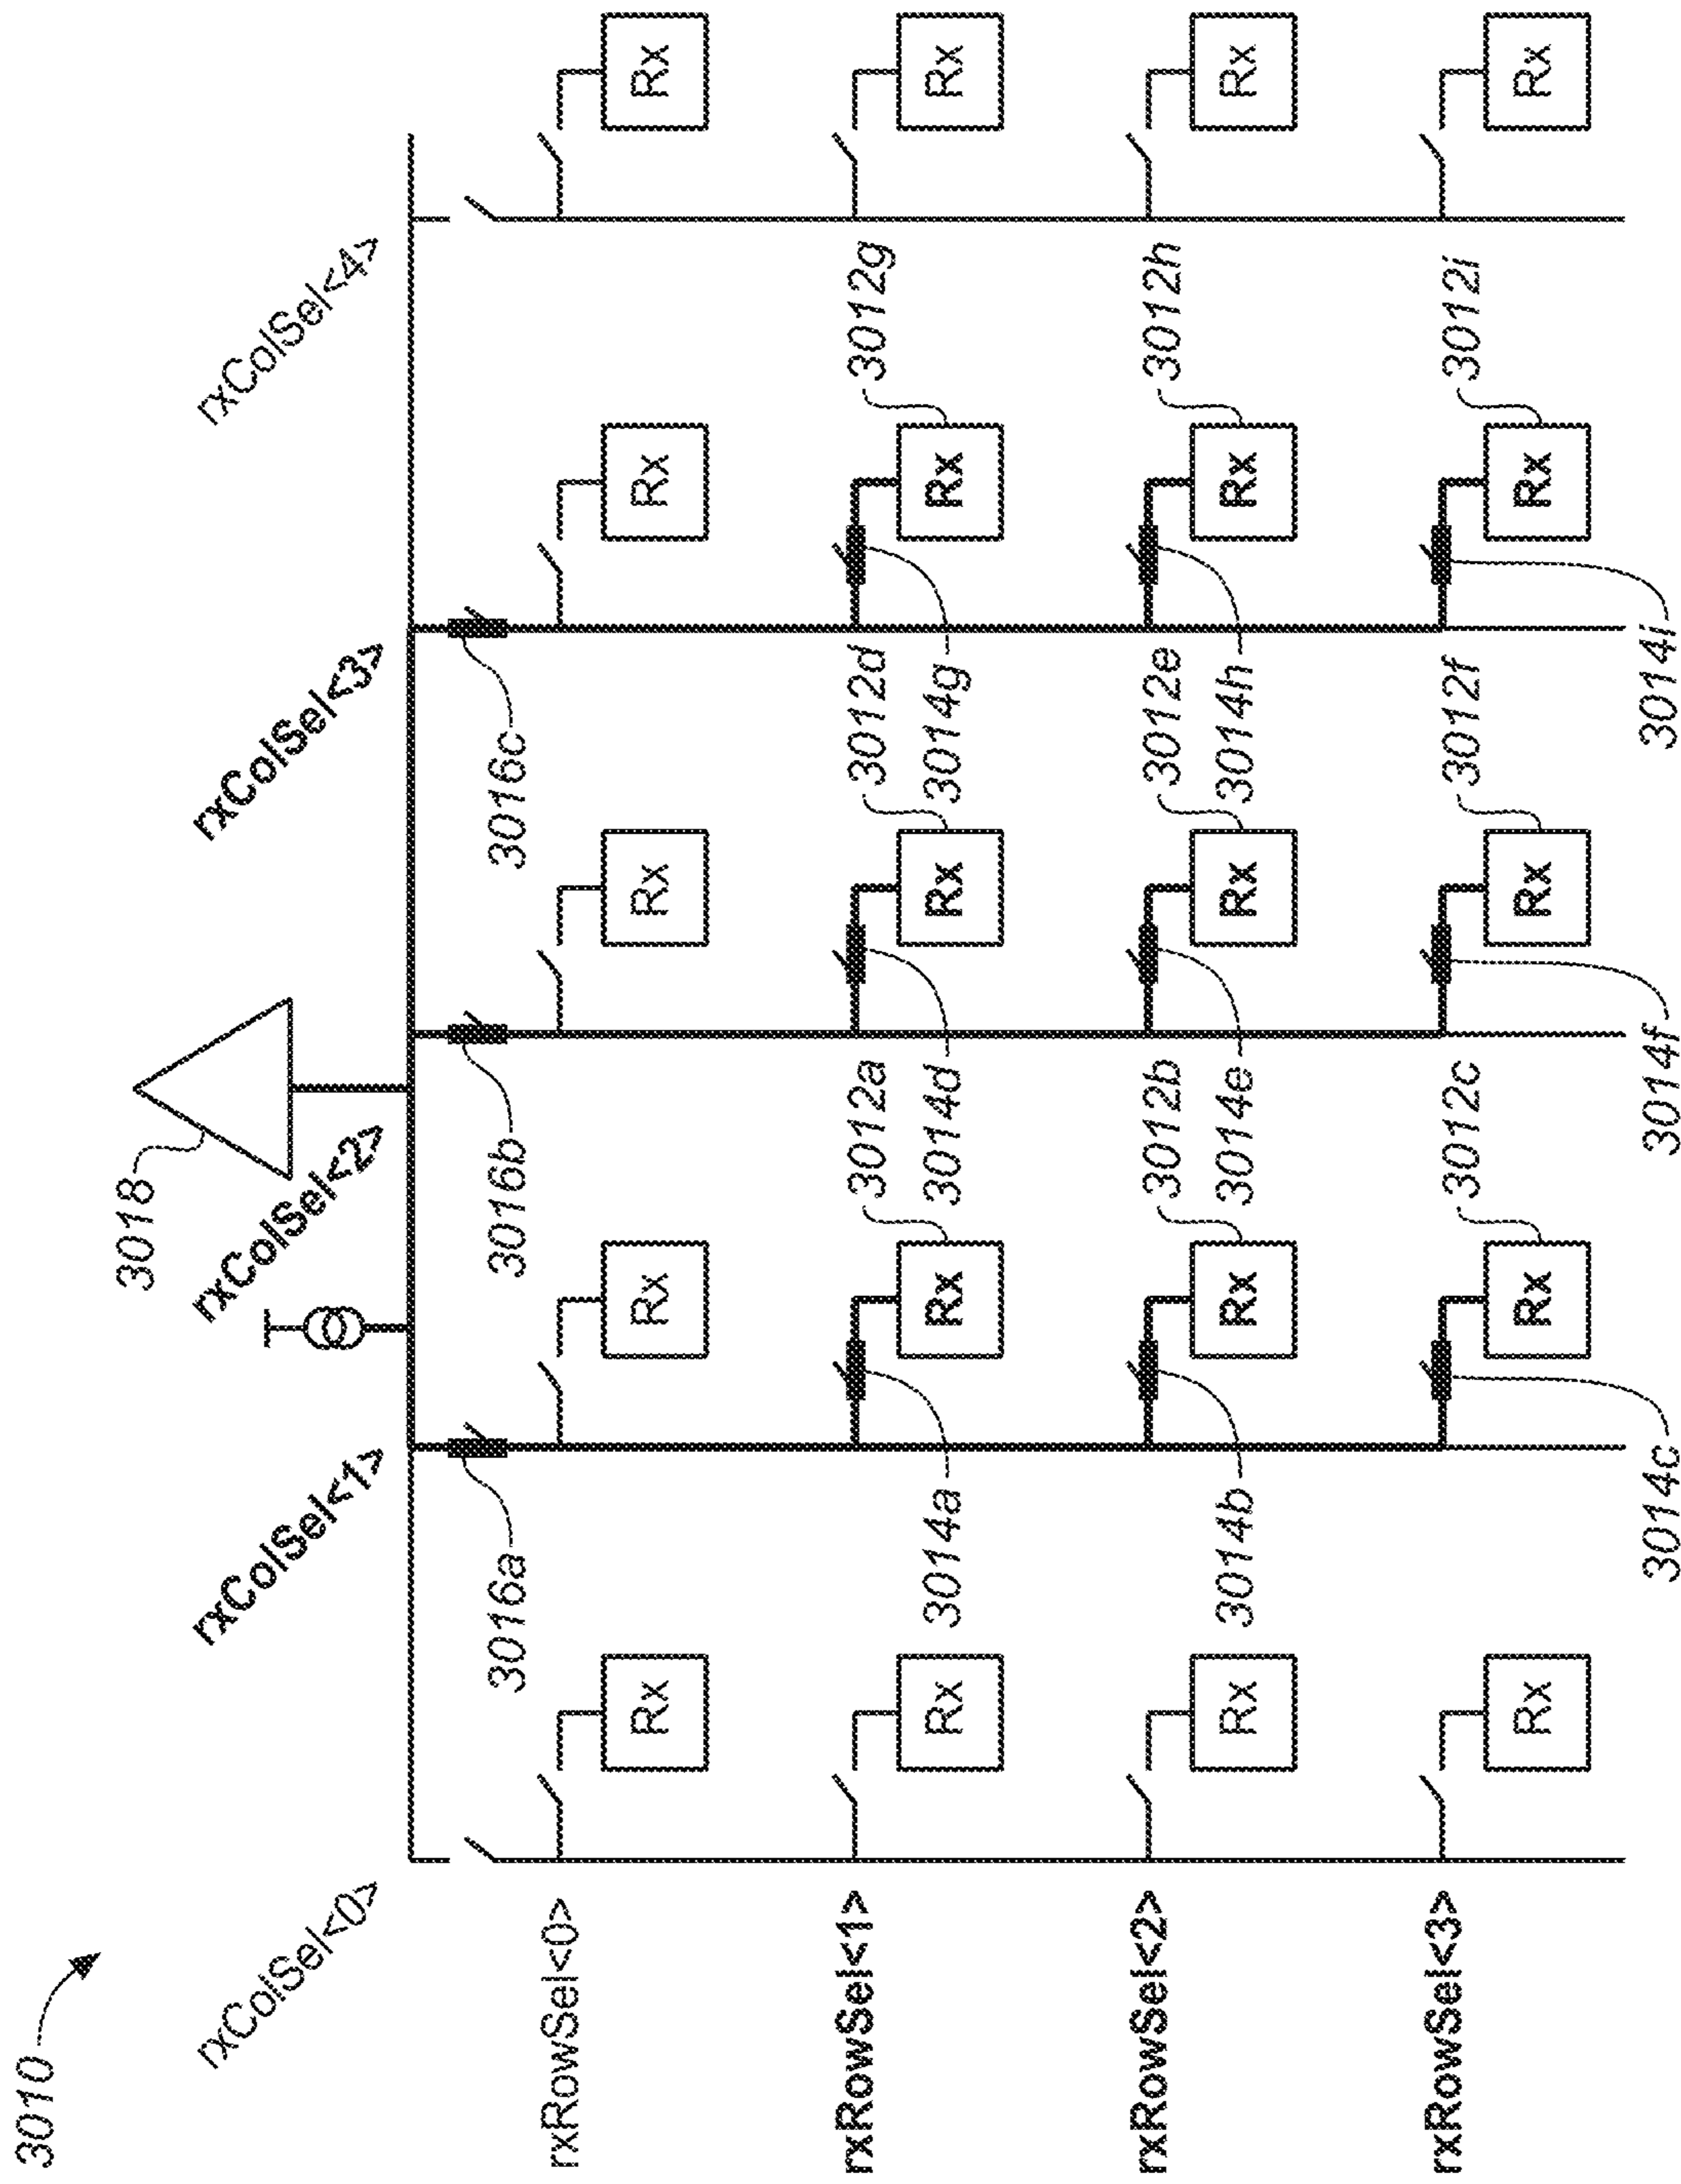 3010
3018
rxColSel<0>
rxColSel<1>
rxColSel<2>
rxColSel<3>
rxColSel<4>
3016a
3016b
3016c
rxRowSel<0>
Rx
Rx
Rx
Rx
Rx
3012a
3012d
3012g
rxRowSel<1>
Rx
Rx
Rx
Rx
Rx
3014a
3014d
3014g
3012b
3012e
3012h
rxRowSel<2>
Rx
Rx
Rx
Rx
Rx
3014b
3014e
3014h
3012c
3012f
3012i
rxRowSel<3>
Rx
Rx
Rx
Rx
Rx
3014c
3014f
3014i